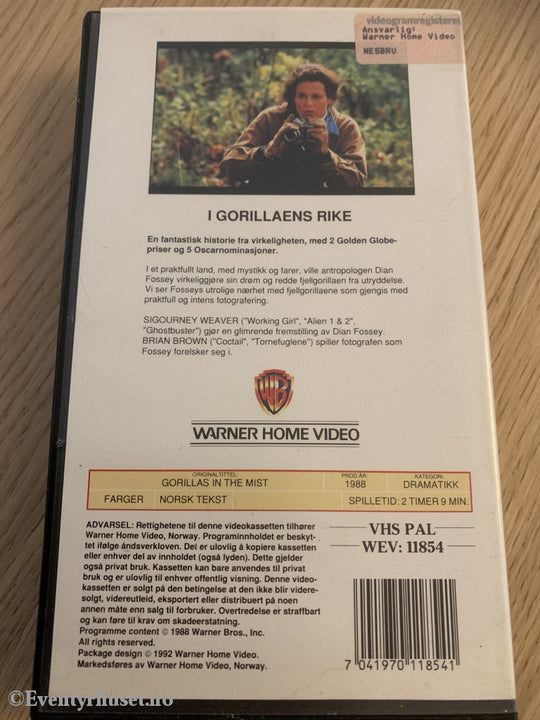 videogramregisteret
Ansvarlig:
Warner Home Video
NESBRU
I GORILLAENS RIKE
En fantastisk historie fra virkeligheten, med 2 Golden Globe-
priser og 5 Oscarnominasjoner.
I et praktfullt land, med mystikk og farer, ville antropologen Dian
Fossey virkeliggjøre sin drøm og redde fjellgorillaen fra utryddelse.
Vi ser Fosseys utrolige nærhet med fjellgorillaene som gjengis med
praktfull og intens fotografering.
SIGOURNEY WEAVER ("Working Girl", "Alien 1 & 2",
"Ghostbuster") gjør en glimrende fremstilling av Dian Fossey.
BRIAN BROWN ("Coctail", "Tornefuglene") spiller fotografen som
Fossey forelsker seg i.
WB
WARNER HOME VIDEO
ORIGINALTITTEL: PROD.ÅR: KATEGORI:
GORILLAS IN THE MIST 1988 DRAMATIKK
FARGER NORSK TEKST SPILLETID: 2 TIMER 9 MIN.
ADVARSEL: Rettighetene til denne videokassetten tilhører
Warner Home Video, Norway. Programinnholdet er beskyt-
tet ifølge åndsverkloven. Det er ulovlig å kopiere kassetten
eller enhver del av innholdet (også lyden). Dette gjelder
også privat bruk. Kassetten kan bare anvendes til privat
bruk og er ulovlig til enhver offentlig visning. Denne video-
kassetten er solgt på den betingelse at den ikke blir videre-
solgt, videreutleid, eksportert eller distribuert på noen
annen måte enn salg til forbruker. Overtredelse er straffbart
og kan føre til krav om skadeerstatning.
Programme content © 1988 Warner Bros., Inc.
All rights reserved.
Package design © 1992 Warner Home Video.
Markedsføres av Warner Home Video, Norway.
VHS PAL
WEV: 11854
7 041970 118541
©Eventyrhuset.no